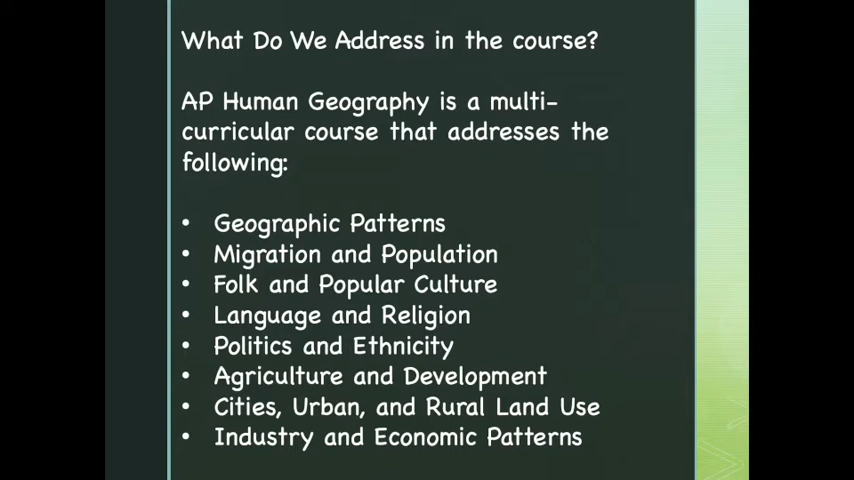 What Do We Address in the course?
AP Human Geography is a multi-
curricular course that addresses the
following:
• Geographic Patterns
• Migration and Population
• Folk and Popular Culture
• Language and Religion
• Politics and Ethnicity
• Agriculture and Development
• Cities, Urban, and Rural Land Use
• Industry and Economic Patterns